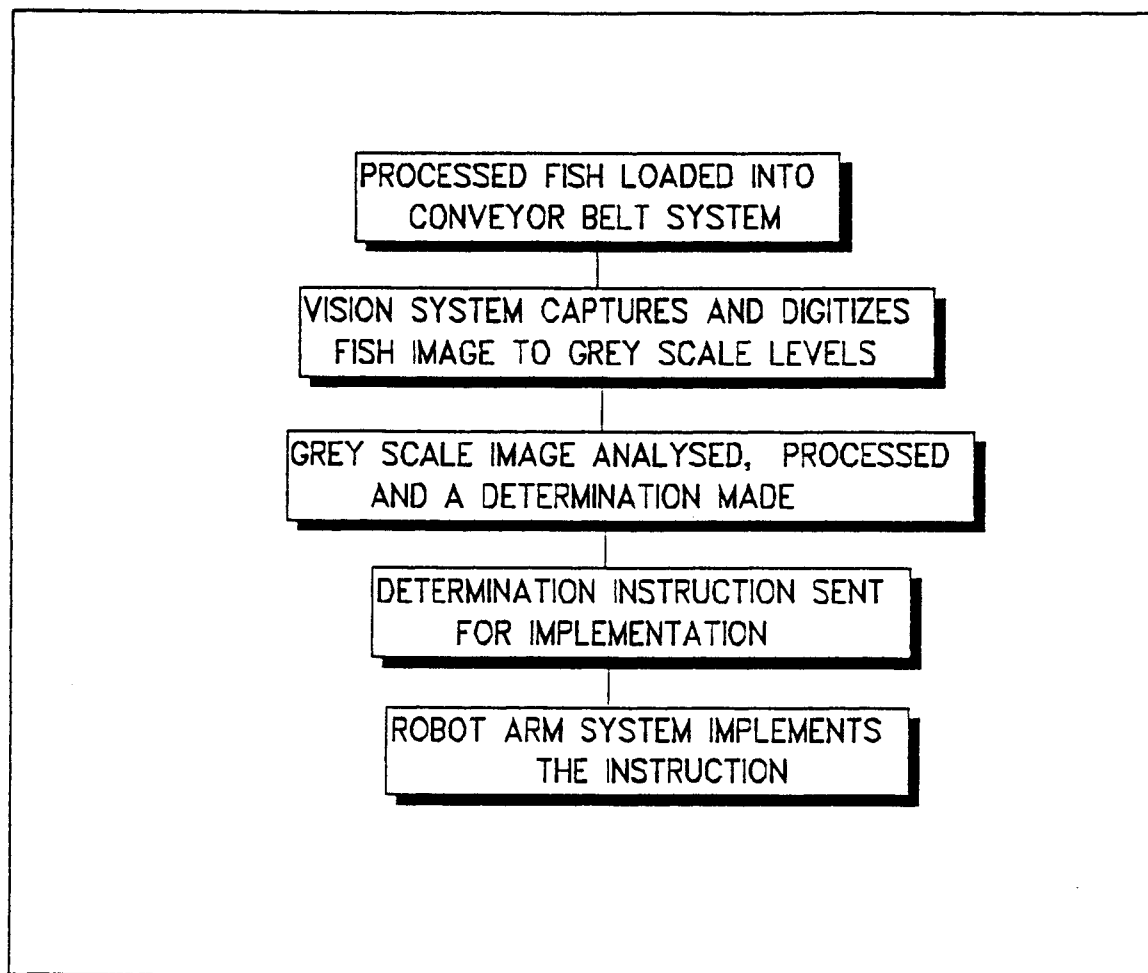 PROCESSED FISH LOADED INTO
CONVEYOR BELT SYSTEM
VISION SYSTEM CAPTURES AND DIGITIZES
FISH IMAGE TO GREY SCALE LEVELS
GREY SCALE IMAGE ANALYSED, PROCESSED
AND A DETERMINATION MADE
DETERMINATION INSTRUCTION SENT
FOR IMPLEMENTATION
ROBOT ARM SYSTEM IMPLEMENTS
THE INSTRUCTION